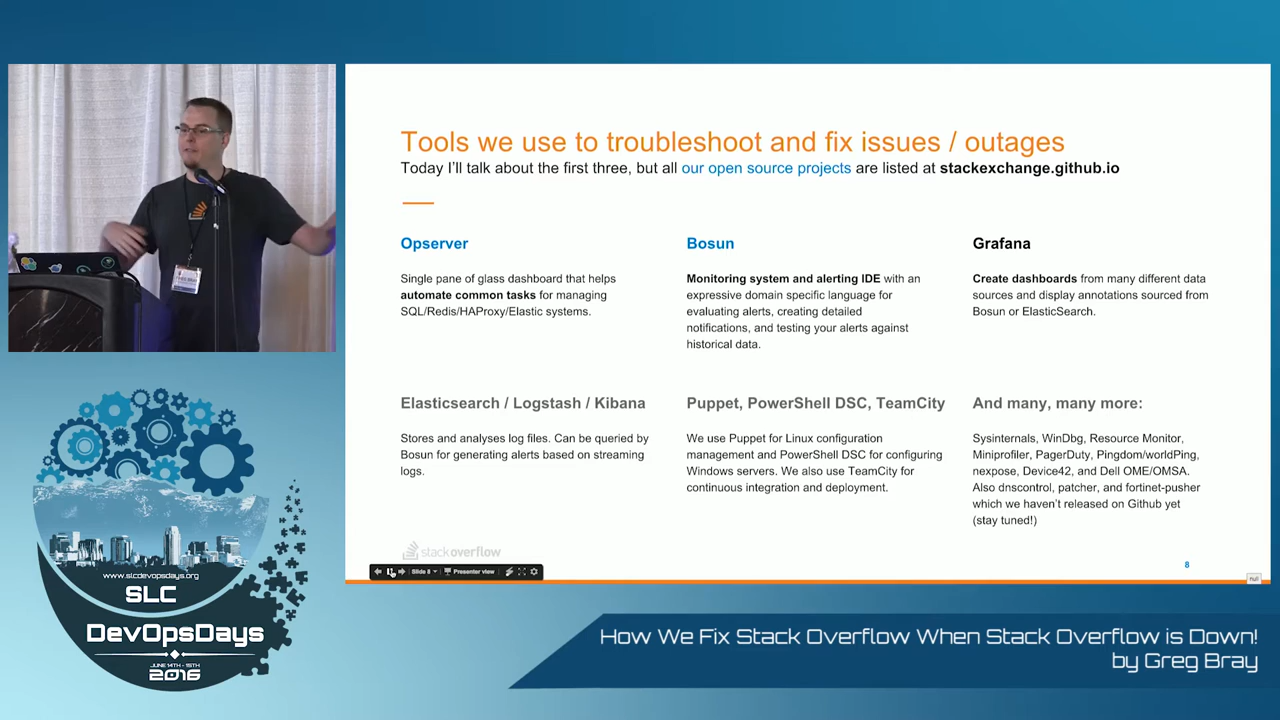 Tools we use to troubleshoot and fix issues / outages
Today I'll talk about the first three, but all our open source projects are listed at stackexchange.github.io
Opserver
Single pane of glass dashboard that helps
automate common tasks for managing
SQL/Redis/HAProxy/Elastic systems.
Bosun
Monitoring system and alerting IDE with an
expressive domain specific language for
evaluating alerts, creating detailed
notifications, and testing your alerts against
historical data.
Grafana
Create dashboards from many different data
sources and display annotations sourced from
Bosun or ElasticSearch.
Elasticsearch / Logstash / Kibana
Stores and analyses log files. Can be queried by
Bosun for generating alerts based on streaming
logs.
Puppet, PowerShell DSC, TeamCity
We use Puppet for Linux configuration
management and PowerShell DSC for configuring
Windows servers. We also use TeamCity for
continuous integration and deployment.
And many, many more:
Sysinternals, WinDbg, Resource Monitor,
Miniprofiler, PagerDuty, Pingdom/worldPing,
nexpose, Device42, and Dell OME/OMSA.
Also dnscontrol, patcher, and fortinet-pusher
which we haven't released on Github yet
(stay tuned!)
stackoverflow
Slide 8
Presenter view
8
null
www.slcdevopsdays.org
SLC
DevOpsDays
JUNE 14TH - 15TH
2016
How We Fix Stack Overflow When Stack Overflow is Down!
by Greg Bray